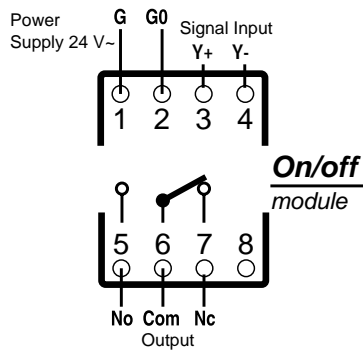 Power G G0 Signal Input
Supply 24 V~ Y+ Y-
1 2 3 4
On/off
module
5 6 7 8
No Com Nc
Output